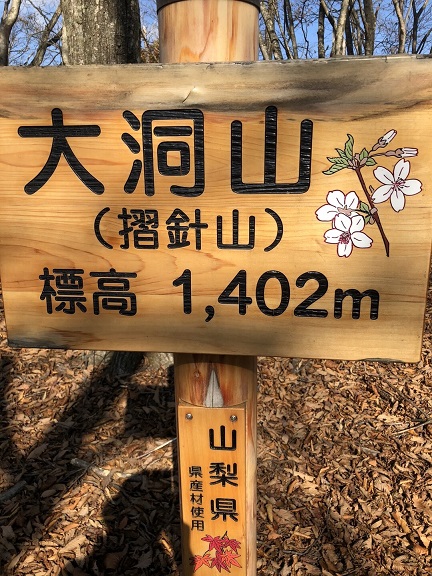 大洞山
（摺針山）
標高 1,402m
山梨県
県産材使用